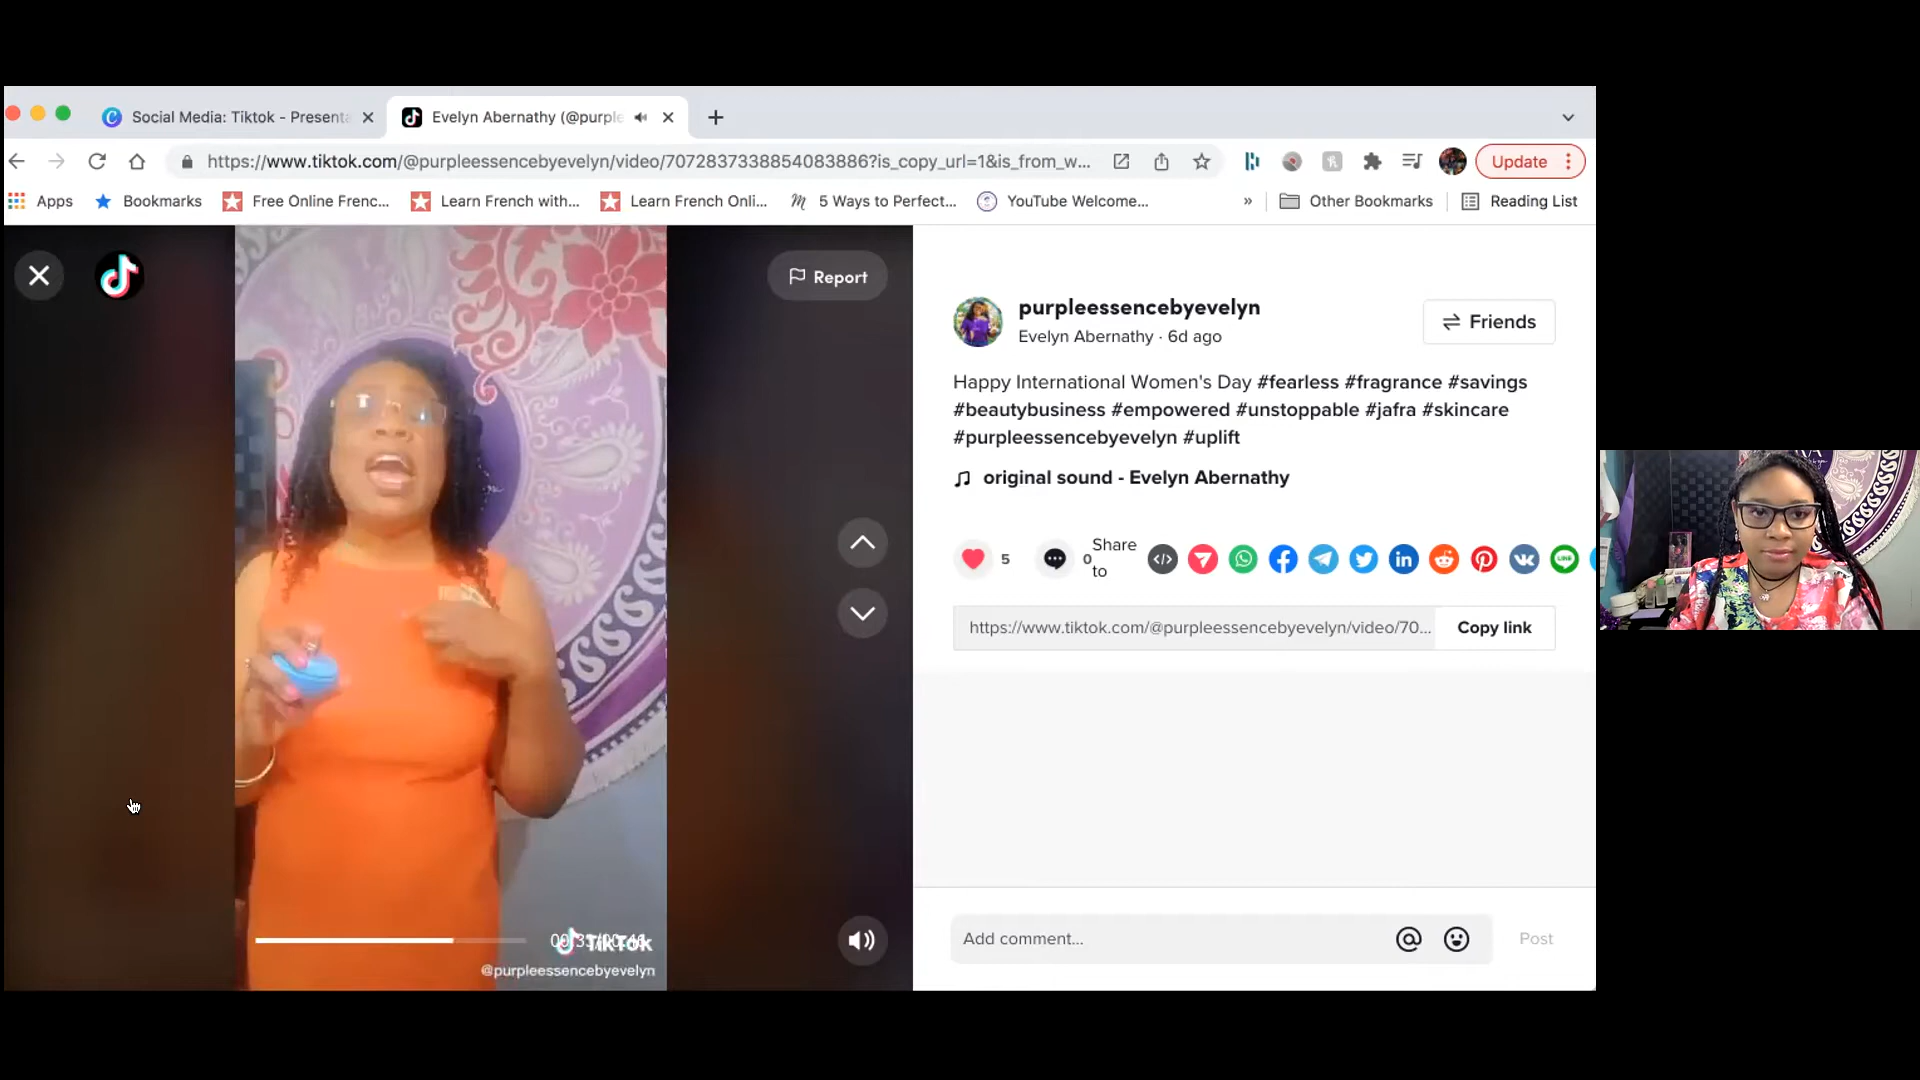 Social Media: Tiktok - Presenta
Evelyn Abernathy (@purple
https://www.tiktok.com/@purpleessencebyevelyn/video/7072837338854083886?is_copy_url=1&is_from_w...
Update
Apps
Bookmarks
Free Online Frenc...
Learn French with...
Learn French Onli...
5 Ways to Perfect...
YouTube Welcome...
»
Other Bookmarks
Reading List
Report
purpleessencebyevelyn
Evelyn Abernathy · 6d ago
Friends
Happy International Women's Day #fearless #fragrance #savings
#beautybusiness #empowered #unstoppable #jafra #skincare
#purpleessencebyevelyn #uplift
original sound - Evelyn Abernathy
5
0
Share
to
https://www.tiktok.com/@purpleessencebyevelyn/video/70...
Copy link
TikTok
@purpleessencebyevelyn
Add comment...
Post